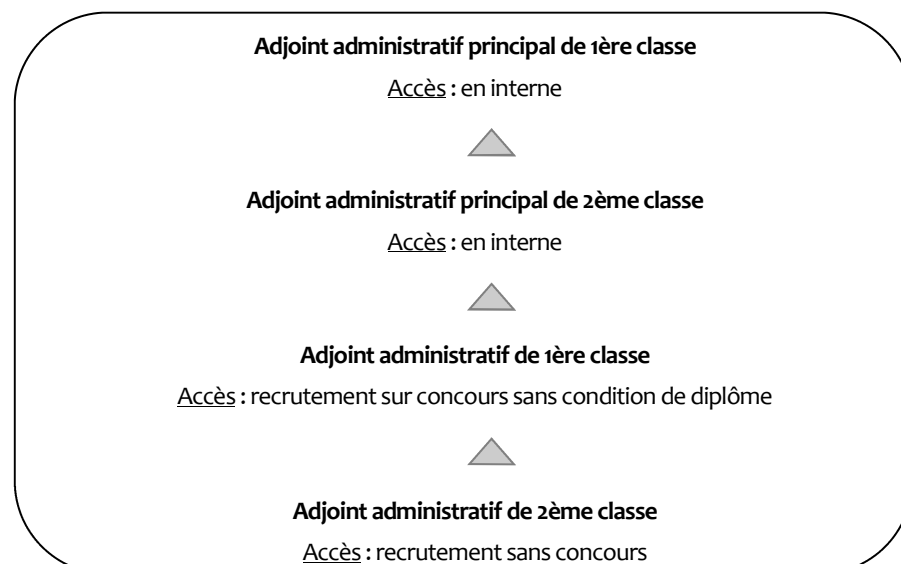 Adjoint administratif principal de 1ère classe
Accès : en interne
Adjoint administratif principal de 2ème classe
Accès : en interne
Adjoint administratif de 1ère classe
Accès : recrutement sur concours sans condition de diplôme
Adjoint administratif de 2ème classe
Accès : recrutement sans concours